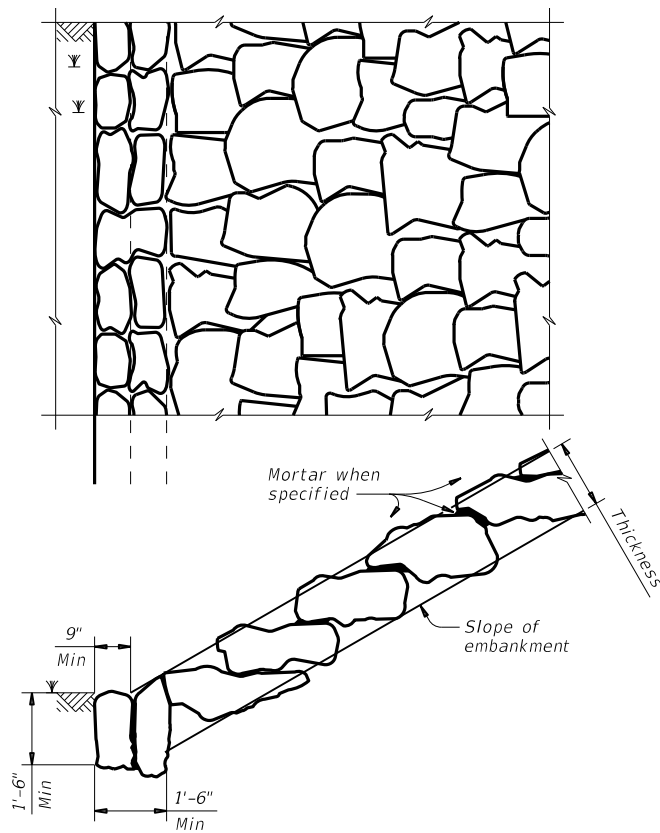 Mortar when
specified
Thickness
Slope of
embankment
9"
Min
1'-6"
Min
1'-6"
Min